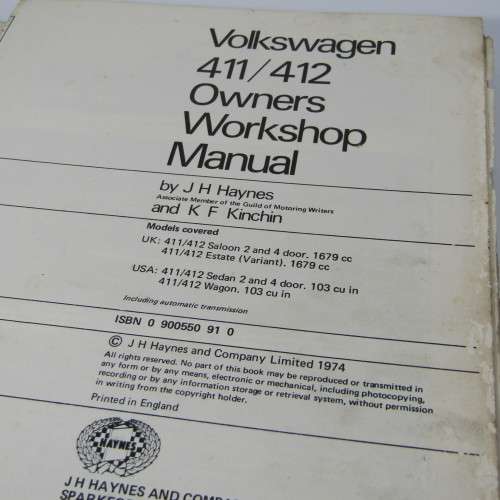 Volkswagen
411/412
Owners
Workshop
Manual
by J H Haynes
Associate Member of the Guild of Motoring Writers
and K F Kinchin
Models covered
UK: 411/412 Saloon 2 and 4 door. 1679 cc
411/412 Estate (Variant). 1679 cc
USA: 411/412 Sedan 2 and 4 door. 103 cu in
411/412 Wagon. 103 cu in
Including automatic transmission
ISBN 0 900550 91 0
© J H Haynes and Company Limited 1974
All rights reserved. No part of this book may be reproduced or transmitted in
any form or by any means, electronic or mechanical, including photocopying,
recording or by any information storage or retrieval system, without permission
in writing from the copyright holder.
Printed in England
HAYNES
J H HAYNES AND COMPA